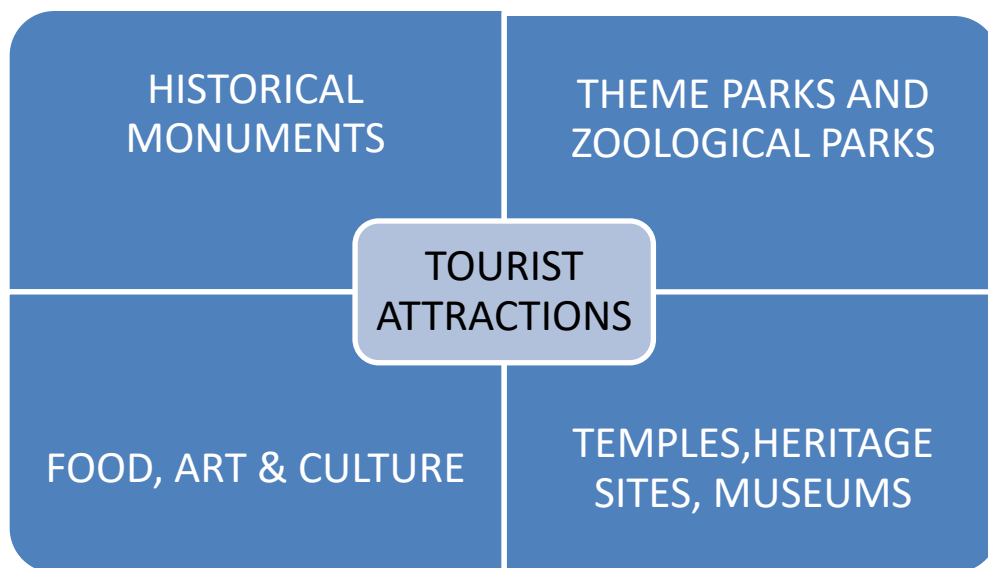 HISTORICAL
MONUMENTS
THEME PARKS AND
ZOOLOGICAL PARKS
TOURIST
ATTRACTIONS
FOOD, ART & CULTURE
TEMPLES,HERITAGE
SITES, MUSEUMS